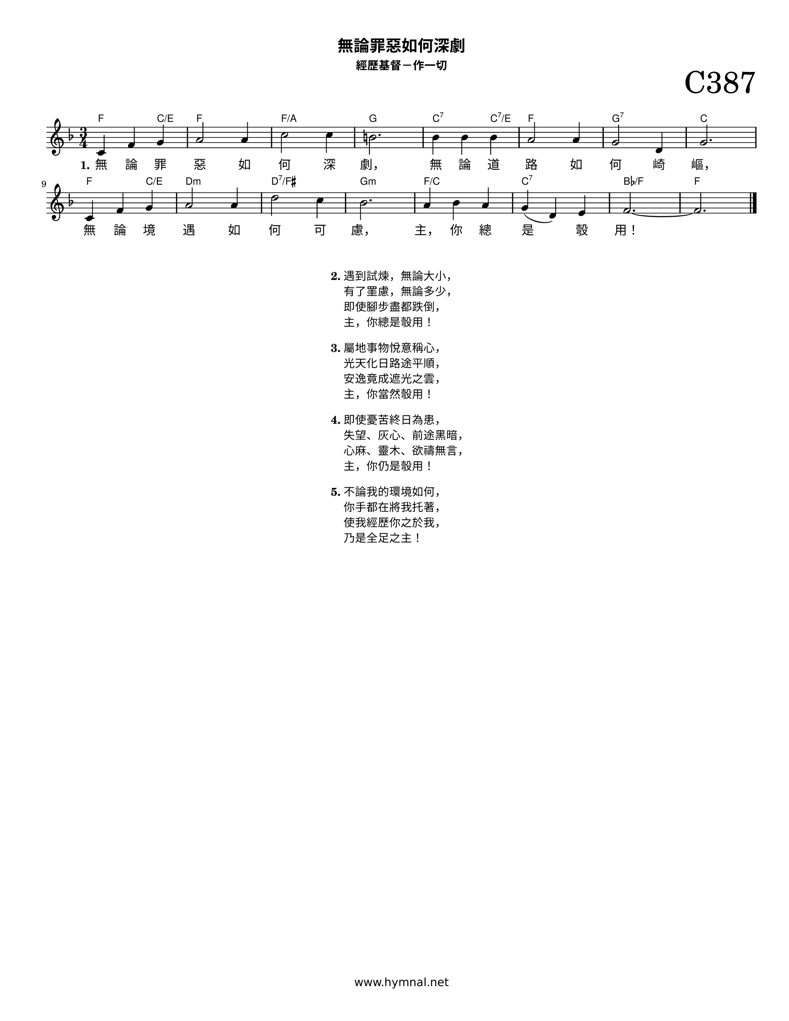 無論罪惡如何深劇
經歷基督－作一切
C387
F C/E F F/A G C7 C7/E F G7 C
1. 無 論 罪 惡 如 何 深 劇， 無 論 道 路 如 何 崎 嶇，
9
F C/E Dm D7/F♯ Gm F/C C7 B♭/F F
無 論 境 遇 如 何 可 慮， 主， 你 總 是 彀 用！
2. 遇到試煉，無論大小，
有了罣慮，無論多少，
即使腳步盡都跌倒，
主，你總是彀用！
3. 屬地事物悅意稱心，
光天化日路途平順，
安逸竟成遮光之雲，
主，你當然彀用！
4. 即使憂苦終日為患，
失望、灰心、前途黑暗，
心麻、靈木、欲禱無言，
主，你仍是彀用！
5. 不論我的環境如何，
你手都在將我托著，
使我經歷你之於我，
乃是全足之主！
www.hymnal.net